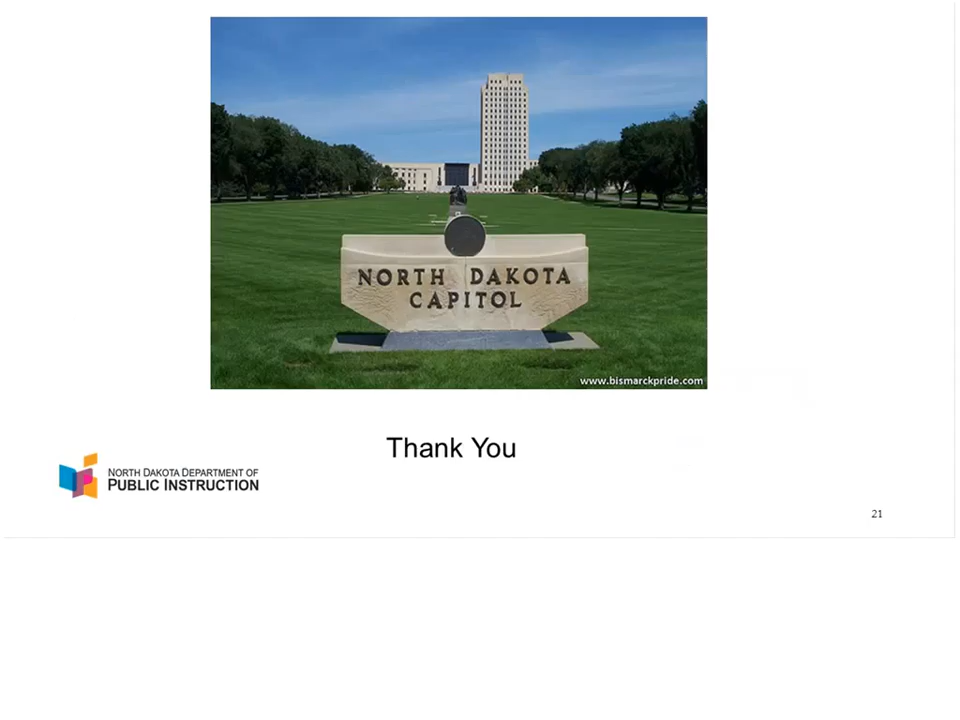 NORTH DAKOTA
CAPITOL
www.bismarckpride.com
Thank You
NORTH DAKOTA DEPARTMENT OF
PUBLIC INSTRUCTION
21